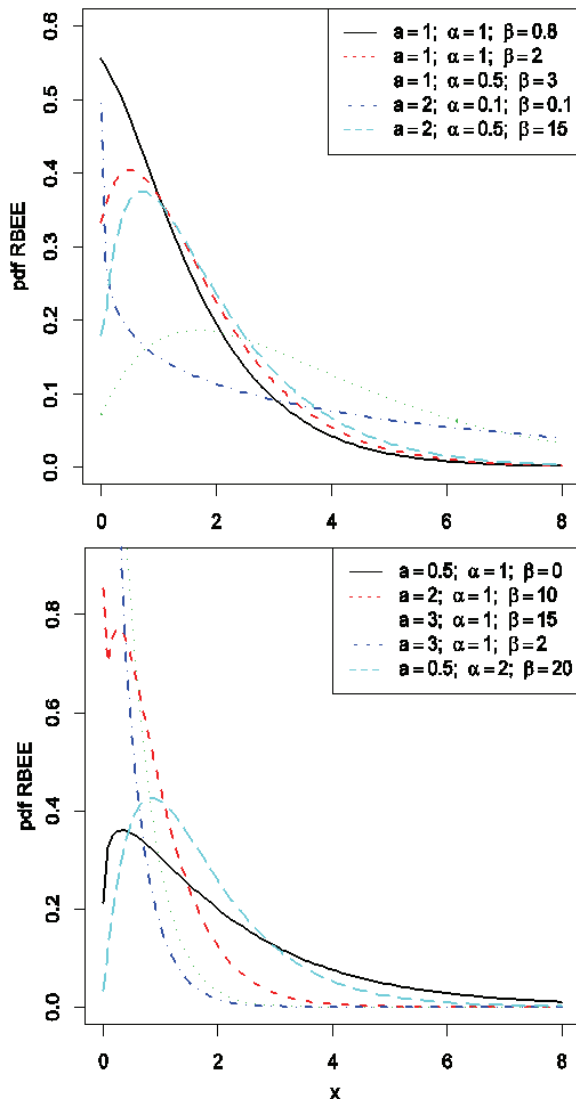 0.6
0.5
0.4
0.3
0.2
0.1
0.0
pdf RBEE
a = 1; α = 1; β = 0.8
a = 1; α = 1; β = 2
a = 1; α = 0.5; β = 3
a = 2; α = 0.1; β = 0.1
a = 2; α = 0.5; β = 15
0 2 4 6 8
0.8
0.6
0.4
0.2
0.0
pdf RBEE
a = 0.5; α = 1; β = 0
a = 2; α = 1; β = 10
a = 3; α = 1; β = 15
a = 3; α = 1; β = 2
a = 0.5; α = 2; β = 20
0 2 4 6 8
x